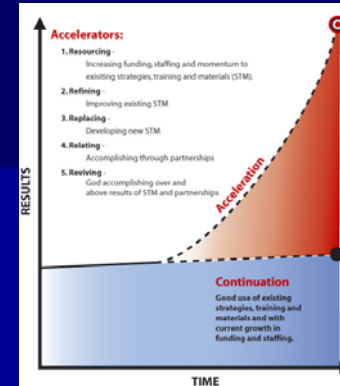 Accelerators:
1. Resourcing -
Increasing funding, staffing and momentum to
exisiting strategies, training and materials (STM).
2. Refining -
Improving existing STM
3. Replacing -
Developing new STM
4. Relating -
Accomplishing through partnerships
5. Reviving -
God accomplishing over and
above results of STM and partnerships
RESULTS
Acceleration
Continuation
Good use of existing
strategies, training and
materials and with
current growth in
funding and staffing.
TIME